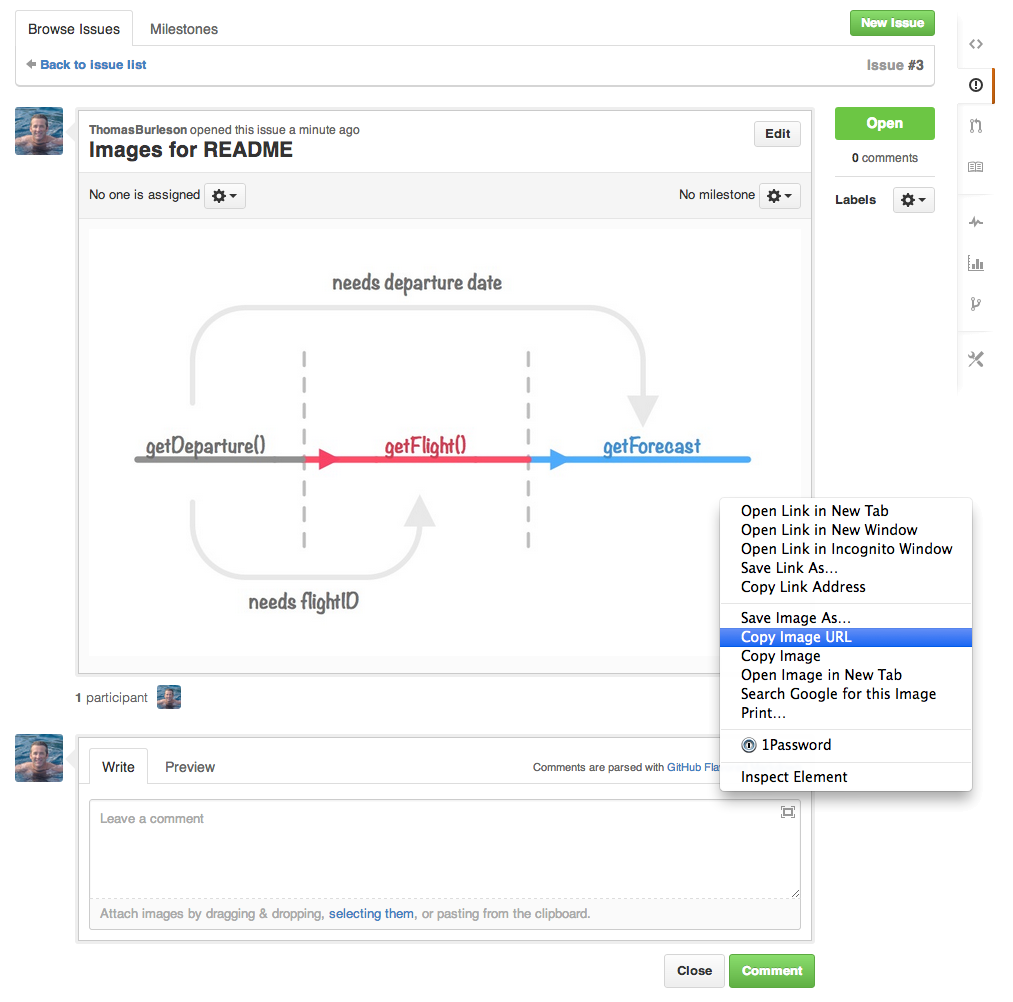 Browse Issues
Milestones
New Issue
Back to issue list
Issue #3
ThomasBurleson opened this issue a minute ago
Images for README
Edit
Open
0 comments
No one is assigned
No milestone
Labels
needs departure date
getDeparture()
getFlight()
getForecast
needs flightID
Open Link in New Tab
Open Link in New Window
Open Link in Incognito Window
Save Link As...
Copy Link Address
Save Image As...
Copy Image URL
Copy Image
Open Image in New Tab
Search Google for this Image
Print...
1Password
Inspect Element
1 participant
Write
Preview
Comments are parsed with GitHub Fla
Leave a comment
Attach images by dragging & dropping, selecting them, or pasting from the clipboard.
Close
Comment